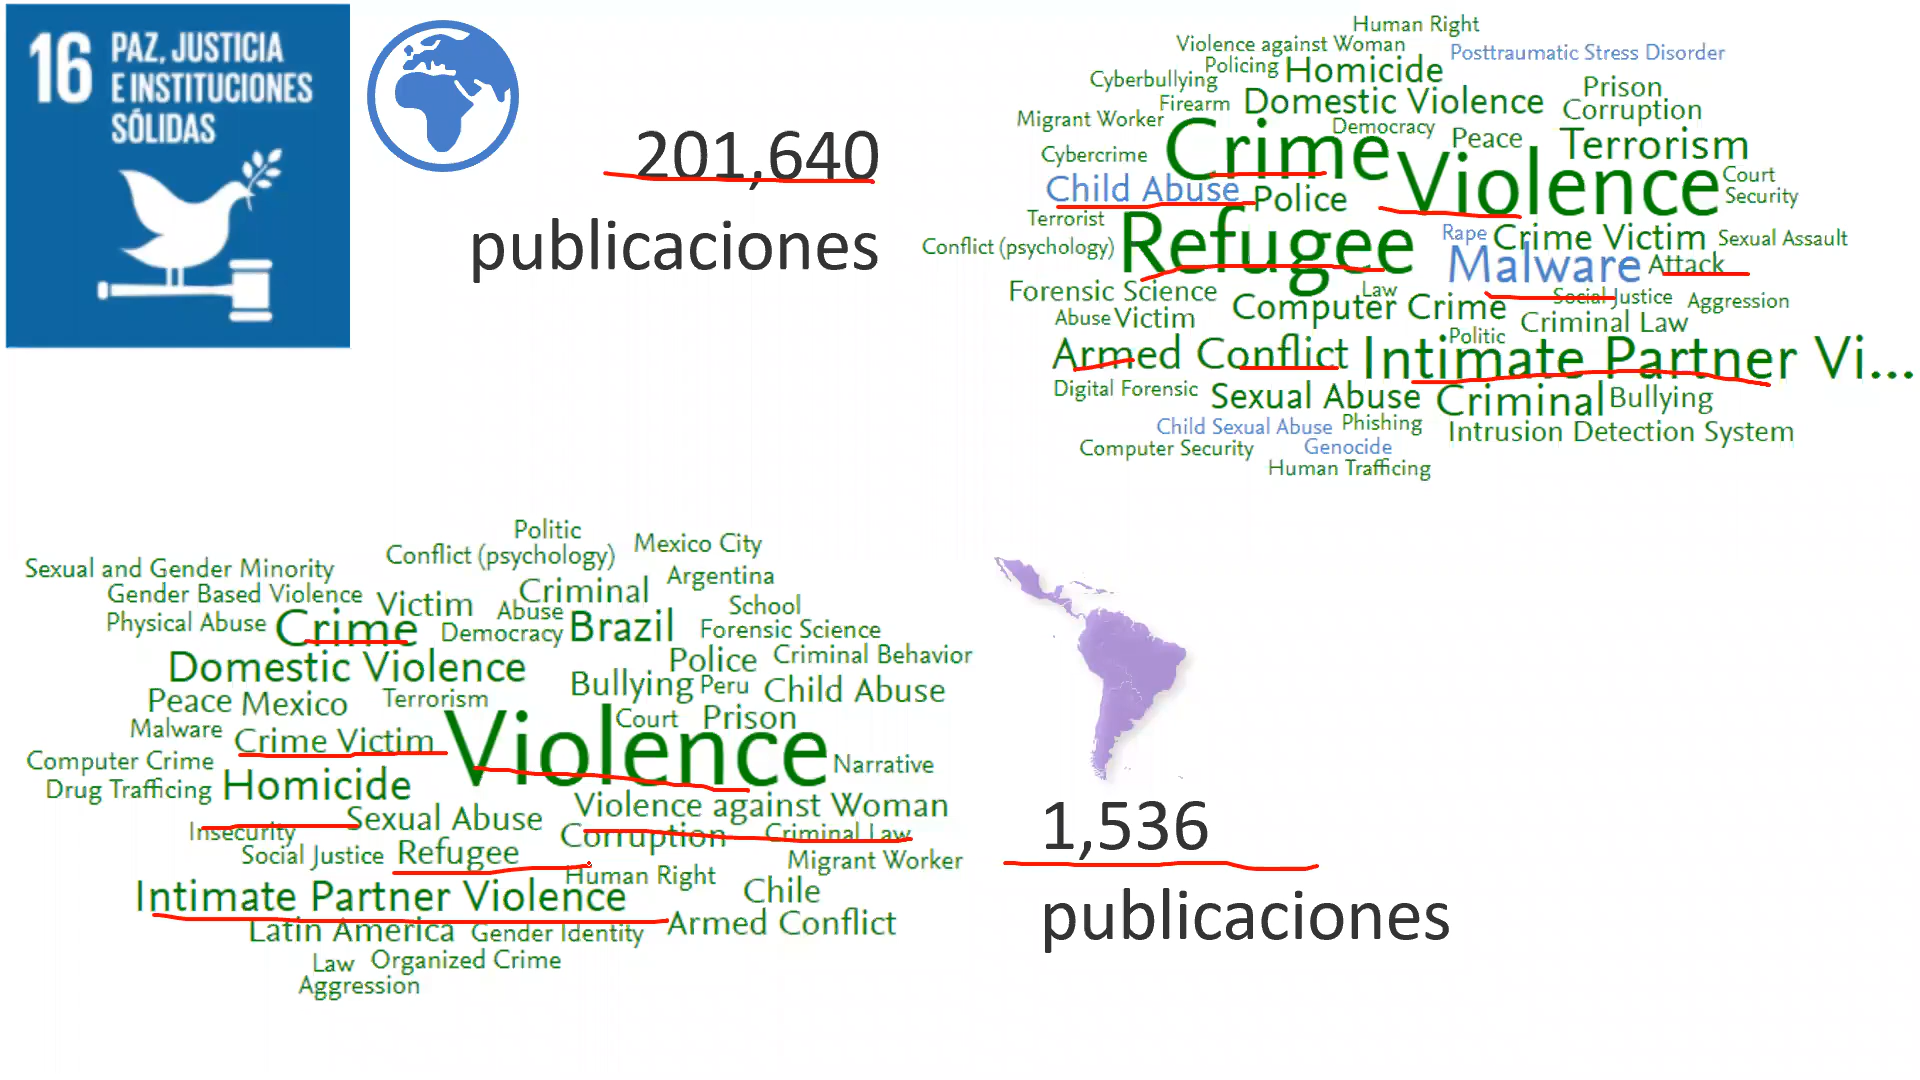 16 PAZ, JUSTICIA
E INSTITUCIONES
SÓLIDAS
201,640
publicaciones
Human Right
Violence against Woman
Posttraumatic Stress Disorder
Policing
Homicide
Cyberbullying
Prison
Firearm
Domestic Violence
Corruption
Migrant Worker
Democracy
Peace
Terrorism
Cybercrime
Crime
Violence
Court
Child Abuse
Police
Security
Terrorist
Refugee
Rape
Crime Victim
Sexual Assault
Conflict (psychology)
Malware
Attack
Forensic Science
Law
Computer Crime
Social Justice
Aggression
Abuse
Victim
Criminal Law
Politic
Armed Conflict
Intimate Partner Vi...
Digital Forensic
Sexual Abuse
Criminal
Bullying
Child Sexual Abuse
Phishing
Intrusion Detection System
Computer Security
Genocide
Human Trafficking
Politic
Mexico City
Conflict (psychology)
Sexual and Gender Minority
Argentina
Gender Based Violence
Criminal
Victim
Abuse
School
Physical Abuse
Crime
Democracy
Brazil
Forensic Science
Domestic Violence
Police
Criminal Behavior
Bullying
Peru
Child Abuse
Peace
Mexico
Terrorism
Court
Prison
Malware
Crime Victim
Violence
Computer Crime
Narrative
Drug Trafficing
Homicide
Violence against Woman
Sexual Abuse
Insecurity
Corruption
Criminal Law
Social Justice
Refugee
Migrant Worker
Human Right
Intimate Partner Violence
Chile
Latin America
Gender Identity
Armed Conflict
Law
Organized Crime
Aggression
1,536
publicaciones